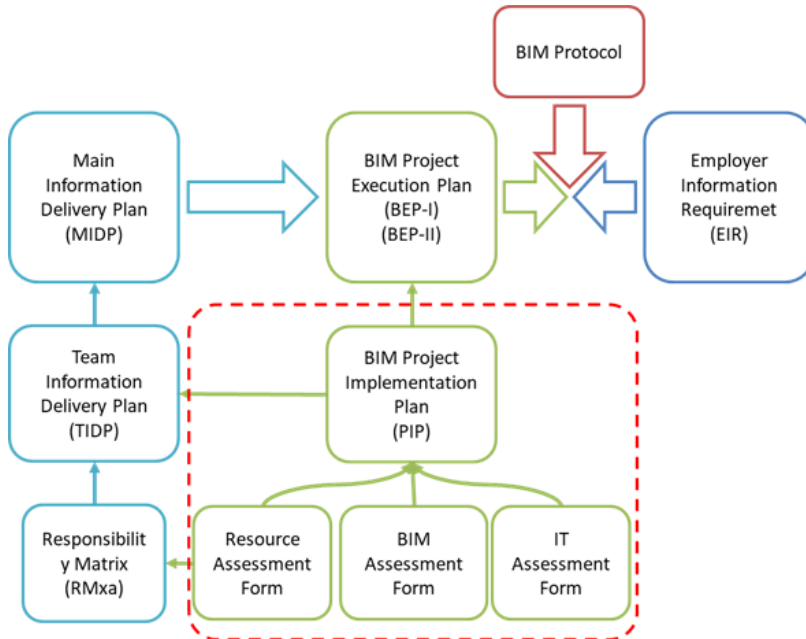 BIM Protocol
Main
Information
Delivery Plan
(MIDP)
BIM Project
Execution Plan
(BEP-I)
(BEP-II)
Employer
Information
Requiremet
(EIR)
Team
Information
Delivery Plan
(TIDP)
BIM Project
Implementation
Plan
(PIP)
Responsibilit
y Matrix
(RMxa)
Resource
Assessment
Form
BIM
Assessment
Form
IT
Assessment
Form